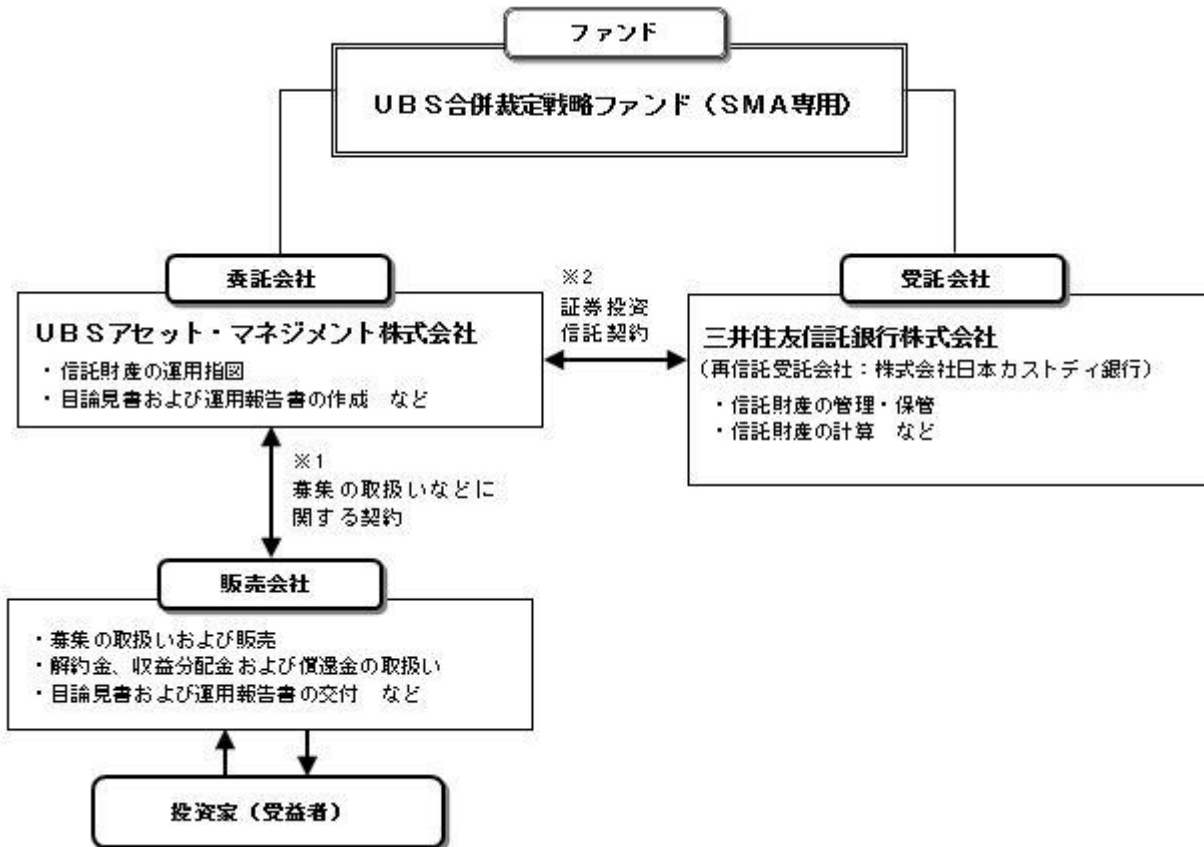 ファンド
UBS合併裁定戦略ファンド（SMA専用）
委託会社
UBSアセット・マネジメント株式会社
・信託財産の運用指図
・目論見書および運用報告書の作成　など
※2
証券投資
信託契約
受託会社
三井住友信託銀行株式会社
（再信託受託会社：株式会社日本カストディ銀行）
・信託財産の管理・保管
・信託財産の計算　など
※1
募集の取扱いなどに
関する契約
販売会社
・募集の取扱いおよび販売
・解約金、収益分配金および償還金の取扱い
・目論見書および運用報告書の交付　など
投資家（受益者）